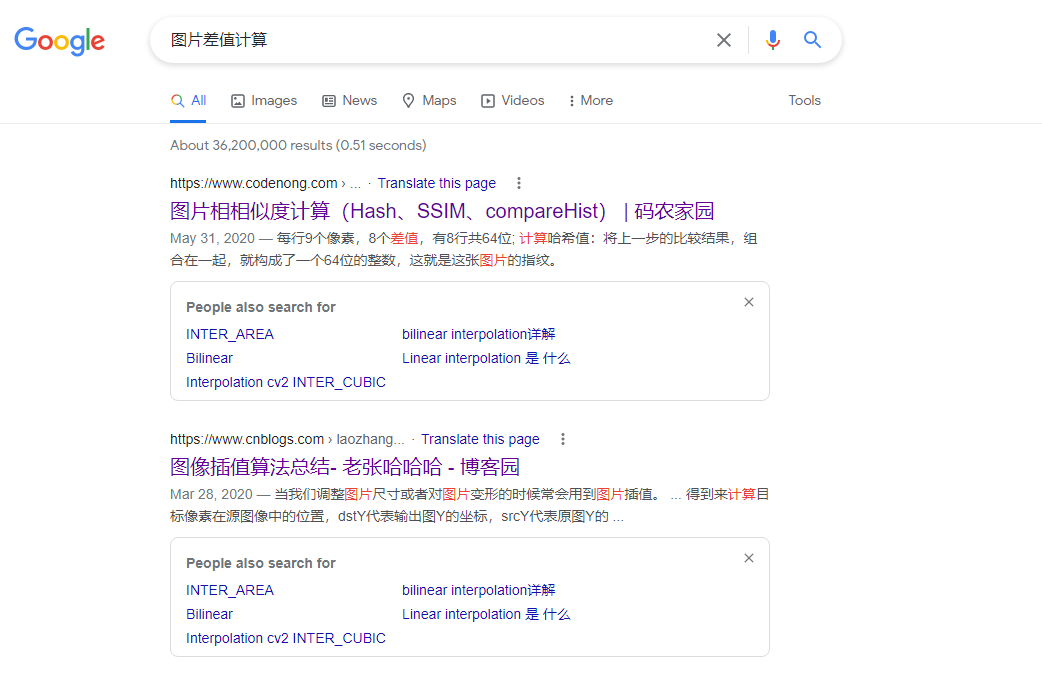 Google
图片差值计算
All Images News Maps Videos More Tools
About 36,200,000 results (0.51 seconds)
https://www.codenong.com › ... · Translate this page
图片相相似度计算（Hash、SSIM、compareHist） | 码农家园
May 31, 2020 — 每行9个像素，8个差值，有8行共64位; 计算哈希值：将上一步的比较结果，组
合在一起，就构成了一个64位的整数，这就是这张图片的指纹。
People also search for
INTER_AREA bilinear interpolation详解
Bilinear Linear interpolation 是 什么
Interpolation cv2 INTER_CUBIC
https://www.cnblogs.com › laozhang... · Translate this page
图像插值算法总结- 老张哈哈哈 - 博客园
Mar 28, 2020 — 当我们调整图片尺寸或者对图片变形的时候常会用到图片插值。 ... 得到来计算目
标像素在源图像中的位置，dstY代表输出图Y的坐标，srcY代表原图Y的 ...
People also search for
INTER_AREA bilinear interpolation详解
Bilinear Linear interpolation 是 什么
Interpolation cv2 INTER_CUBIC